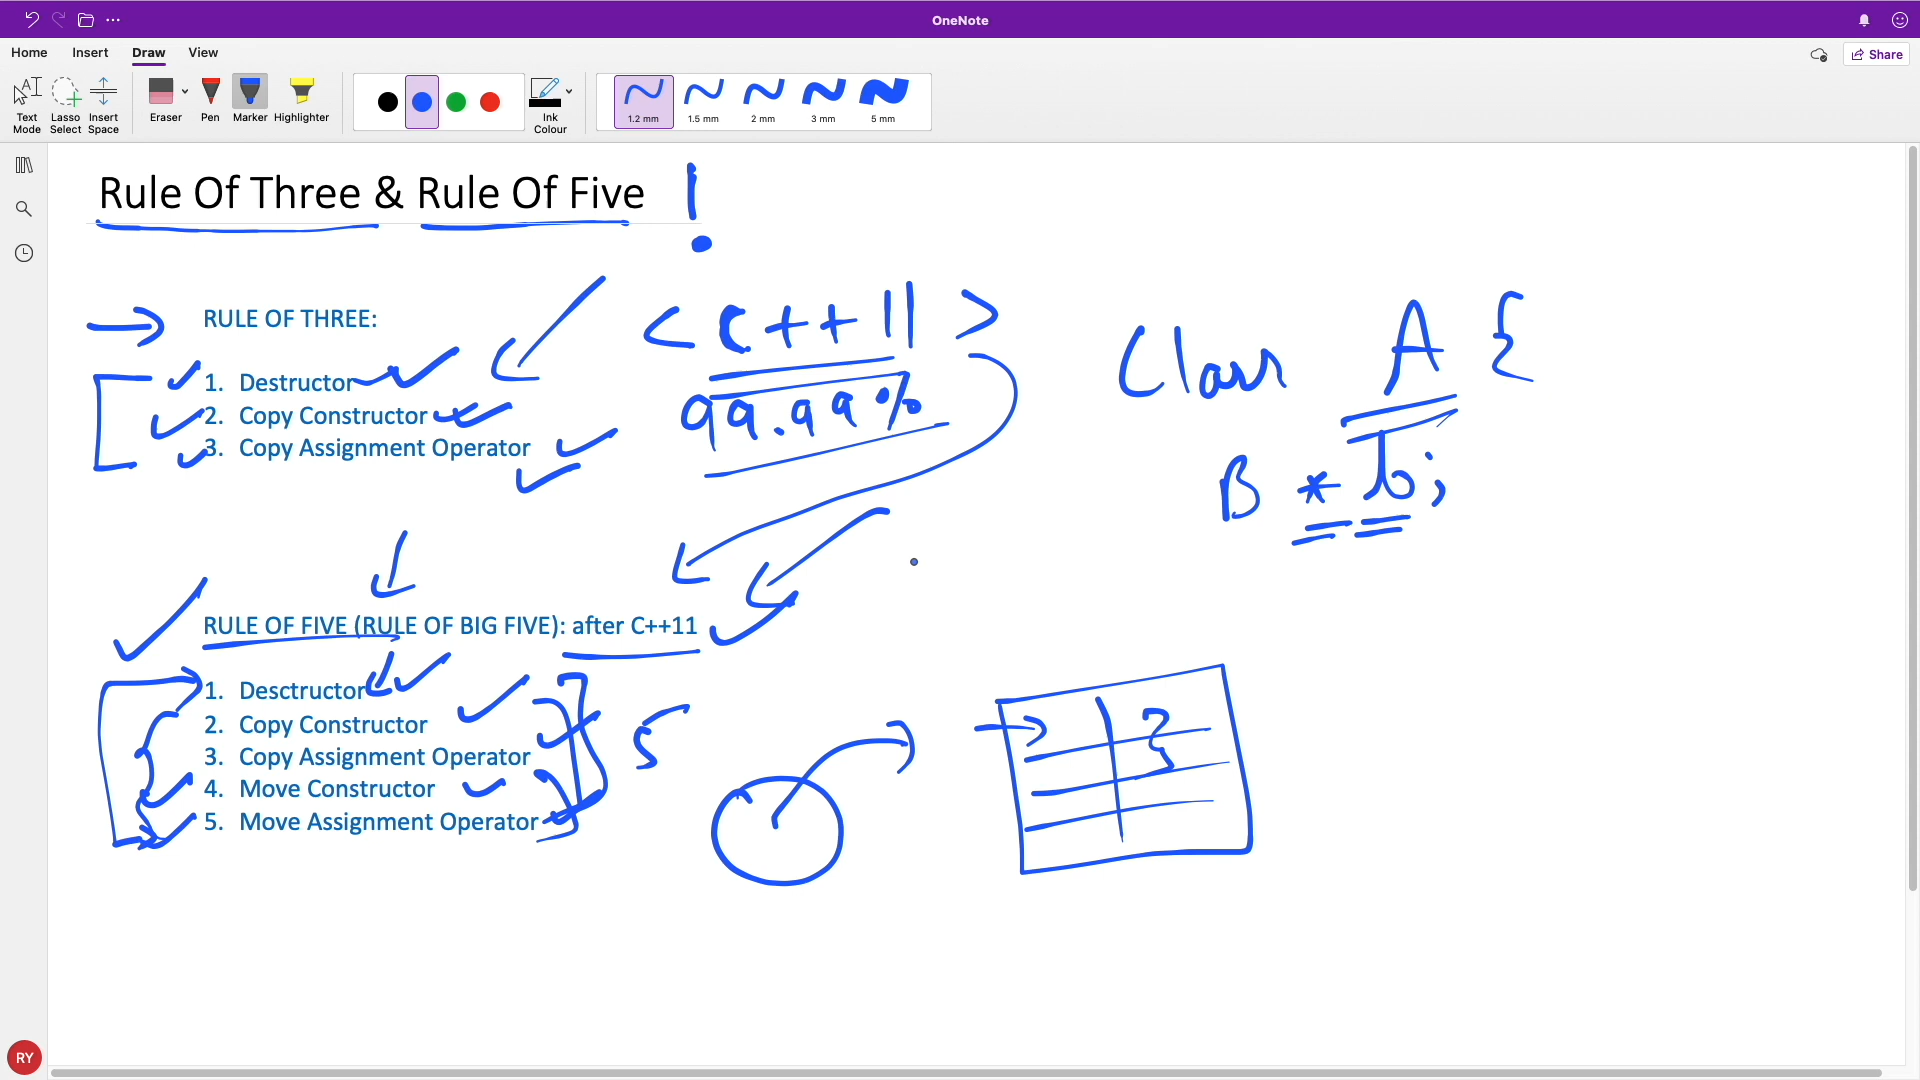 OneNote
Home Insert Draw View
Share
Text Mode
Lasso Select
Insert Space
Eraser
Pen
Marker
Highlighter
Ink Colour
1.2 mm
1.5 mm
2 mm
3 mm
5 mm
Rule Of Three & Rule Of Five !
RULE OF THREE:
<C++11>
1. Destructor
2. Copy Constructor
3. Copy Assignment Operator
99.99%
Class A {
B * b;
RULE OF FIVE (RULE OF BIG FIVE): after C++11
1. Desctructor
2. Copy Constructor
3. Copy Assignment Operator
4. Move Constructor
5. Move Assignment Operator
5
RY